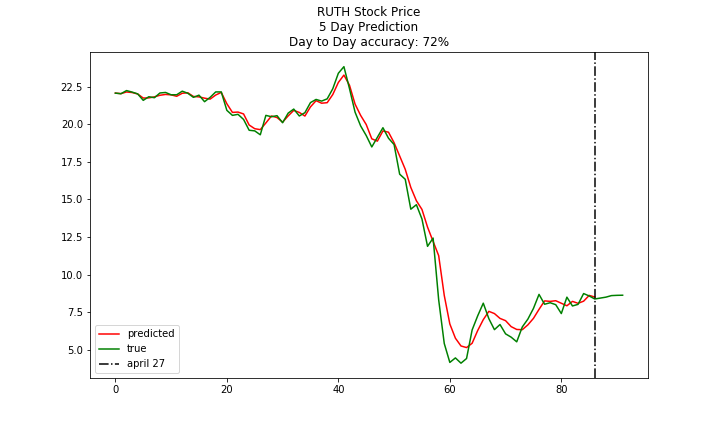 RUTH Stock Price
5 Day Prediction
Day to Day accuracy: 72%
22.5
20.0
17.5
15.0
12.5
10.0
7.5
5.0
predicted
true
april 27
0
20
40
60
80